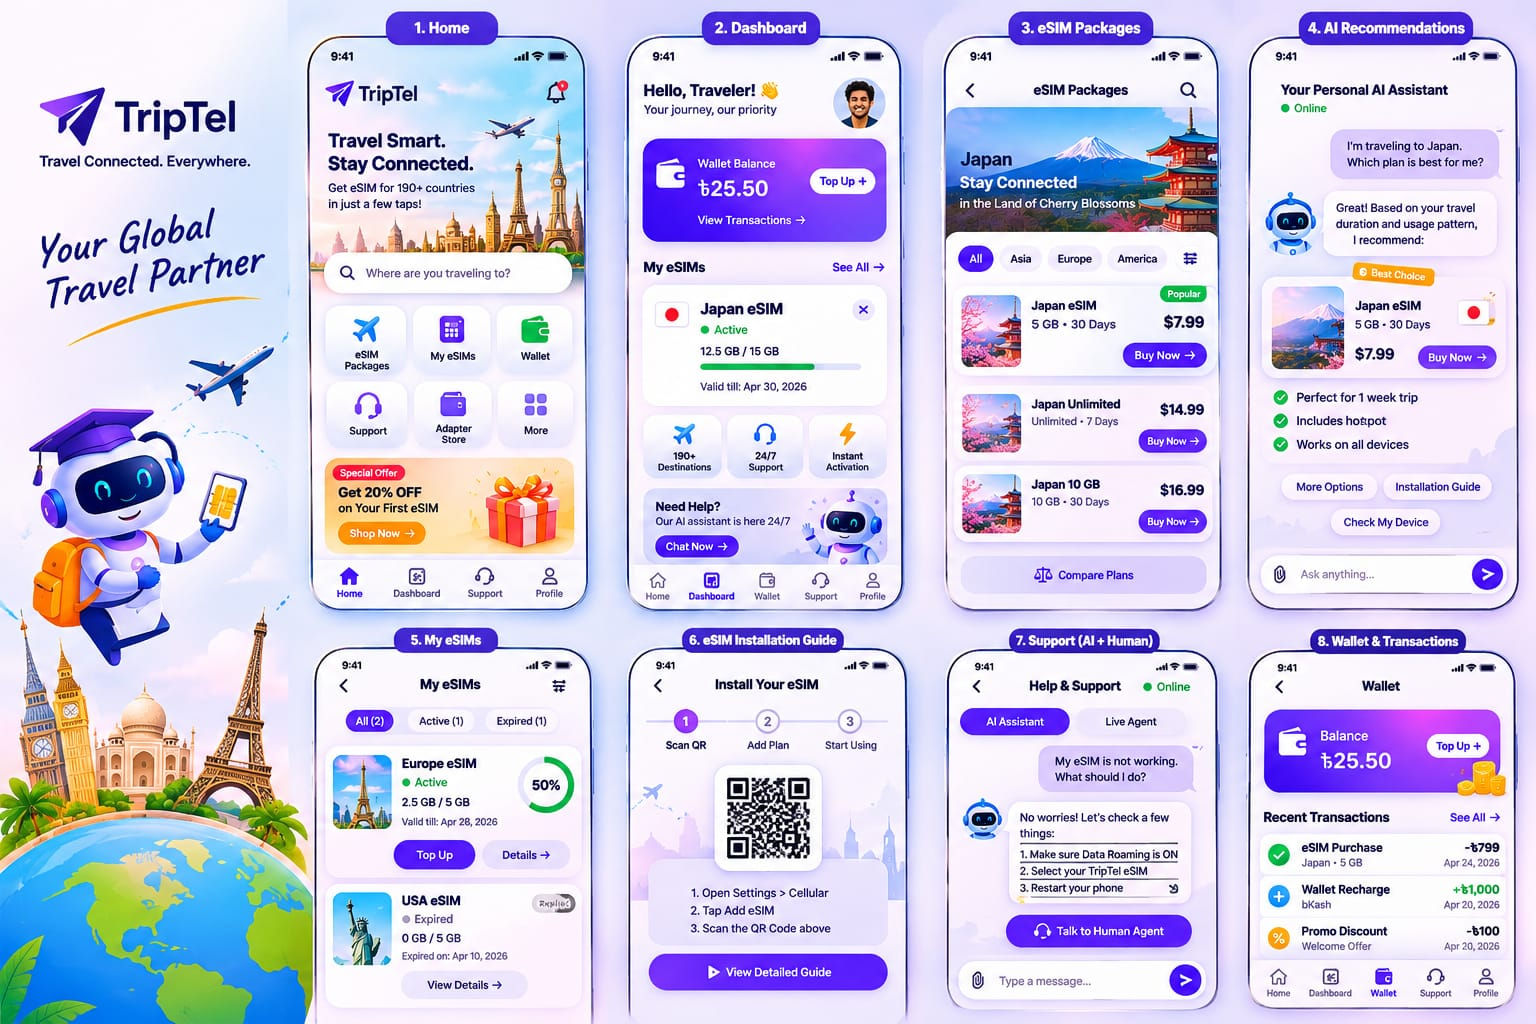 TripTel
Travel Connected. Everywhere.
Your Global
Travel Partner
1. Home
9:41
TripTel
Travel Smart.
Stay Connected.
Get eSIM for 190+ countries
in just a few taps!
Where are you traveling to?
eSIM
Packages
My eSIMs
Wallet
Support
Adapter
Store
More
Special Offer
Get 20% OFF
on Your First eSIM
Shop Now →
Home
Dashboard
Support
Profile
2. Dashboard
9:41
Hello, Traveler! 👋
Your journey, our priority
Wallet Balance
৳25.50
Top Up +
View Transactions →
My eSIMs
See All →
Japan eSIM
Active
12.5 GB / 15 GB
Valid till: Apr 30, 2026
190+
Destinations
24/7
Support
Instant
Activation
Need Help?
Our AI assistant is here 24/7
Chat Now →
Home
Dashboard
Wallet
Support
Profile
3. eSIM Packages
9:41
eSIM Packages
Japan
Stay Connected
in the Land of Cherry Blossoms
All
Asia
Europe
America
Popular
Japan eSIM
5 GB • 30 Days
$7.99
Buy Now →
Japan Unlimited
Unlimited • 7 Days
$14.99
Buy Now →
Japan 10 GB
10 GB • 30 Days
$16.99
Buy Now →
Compare Plans
4. AI Recommendations
9:41
Your Personal AI Assistant
Online
I'm traveling to Japan.
Which plan is best for me?
Great! Based on your travel
duration and usage pattern,
I recommend:
Best Choice
Japan eSIM
5 GB • 30 Days
$7.99
Buy Now →
Perfect for 1 week trip
Includes hotspot
Works on all devices
More Options
Installation Guide
Check My Device
Ask anything...
5. My eSIMs
9:41
My eSIMs
All (2)
Active (1)
Expired (1)
Europe eSIM
Active
2.5 GB / 5 GB
Valid till: Apr 28, 2026
50%
Top Up
Details →
USA eSIM
Expired
0 GB / 5 GB
Expired on: Apr 10, 2026
View Details →
6. eSIM Installation Guide
9:41
Install Your eSIM
1
2
3
Scan QR
Add Plan
Start Using
1. Open Settings > Cellular
2. Tap Add eSIM
3. Scan the QR Code above
View Detailed Guide
7. Support (AI + Human)
9:41
Help & Support
Online
AI Assistant
Live Agent
My eSIM is not working.
What should I do?
No worries! Let's check a few
things:
1. Make sure Data Roaming is ON
2. Select your TripTel eSIM
3. Restart your phone
Talk to Human Agent
Type a message...
8. Wallet & Transactions
9:41
Wallet
Balance
৳25.50
Top Up +
Recent Transactions
See All →
eSIM Purchase
Japan • 5 GB
-৳799
Apr 24, 2026
Wallet Recharge
bKash
+৳1,000
Apr 20, 2026
Promo Discount
Welcome Offer
-৳100
Apr 20, 2026
Home
Dashboard
Wallet
Support
Profile